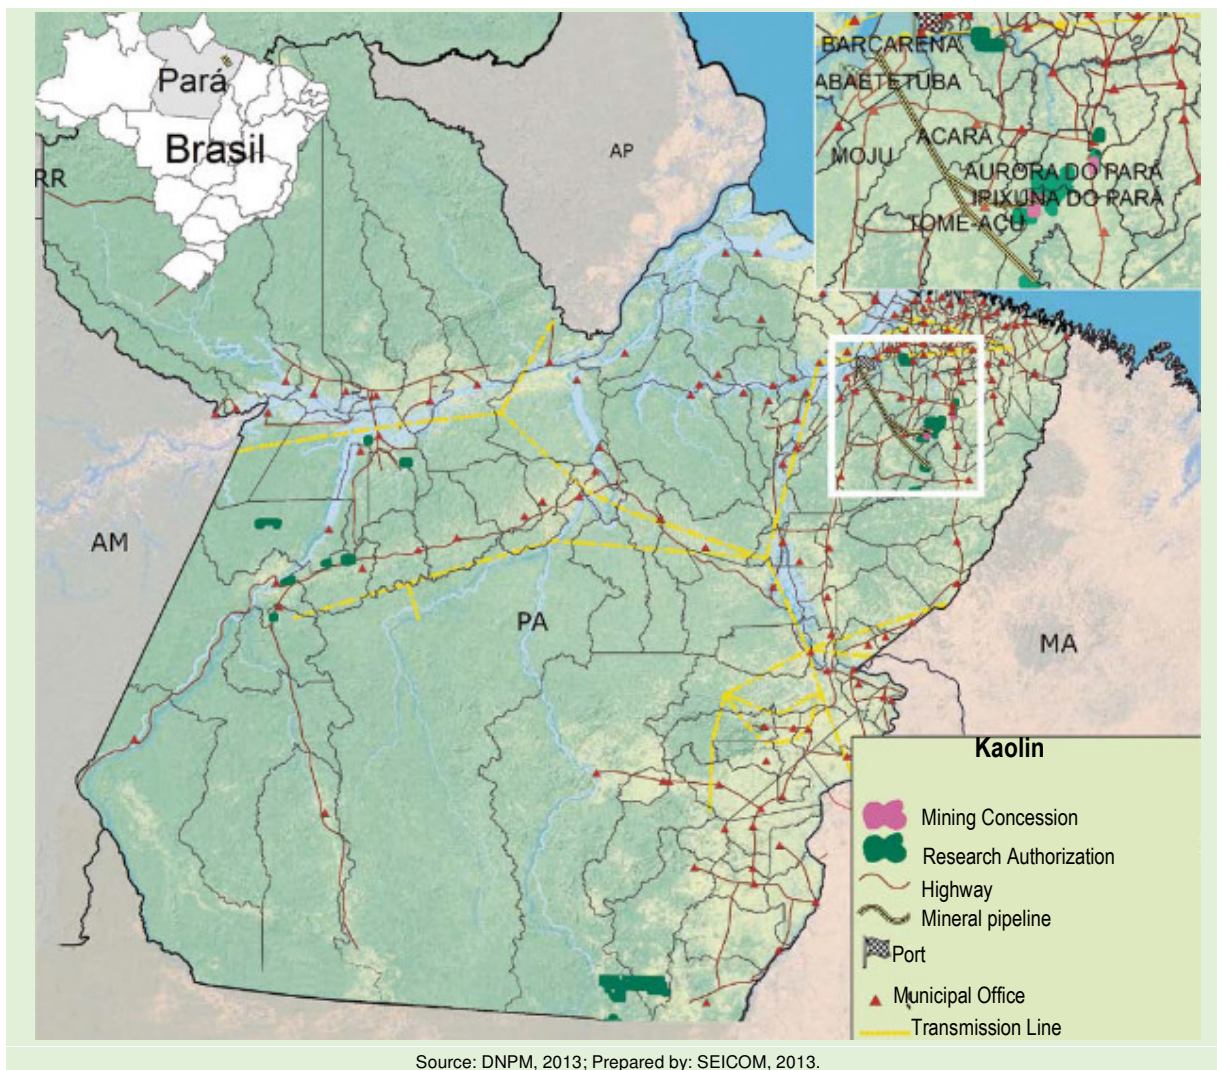 Pará
Brasil
RR
AP
AM
PA
MA
BARCARENA
ABAETETUBA
ACARÁ
MOJU
AURORA DO PARÁ
IPIXUNA DO PARÁ
TOMÉ-AÇU
Kaolin
Mining Concession
Research Authorization
Highway
Mineral pipeline
Port
Municipal Office
Transmission Line
Source: DNPM, 2013; Prepared by: SEICOM, 2013.